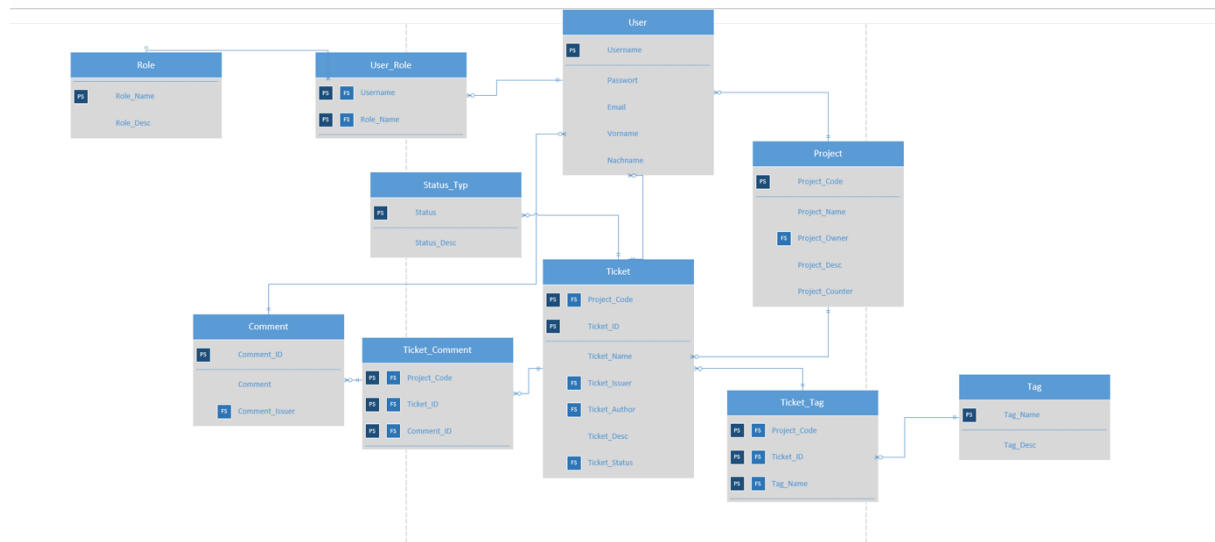 User
PS Username
Passwort
Email
Vorname
Nachname
Role
PS Role_Name
Role_Desc
User_Role
PS FS Username
PS FS Role_Name
Project
PS Project_Code
Project_Name
FS Project_Owner
Project_Desc
Project_Counter
Status_Typ
PS Status
Status_Desc
Ticket
PS FS Project_Code
PS Ticket_ID
Ticket_Name
FS Ticket_Issuer
FS Ticket_Author
Ticket_Desc
FS Ticket_Status
Comment
PS Comment_ID
Comment
FS Comment_Issuer
Ticket_Comment
PS FS Project_Code
PS FS Ticket_ID
PS FS Comment_ID
Ticket_Tag
PS FS Project_Code
PS FS Ticket_ID
PS FS Tag_Name
Tag
PS Tag_Name
Tag_Desc